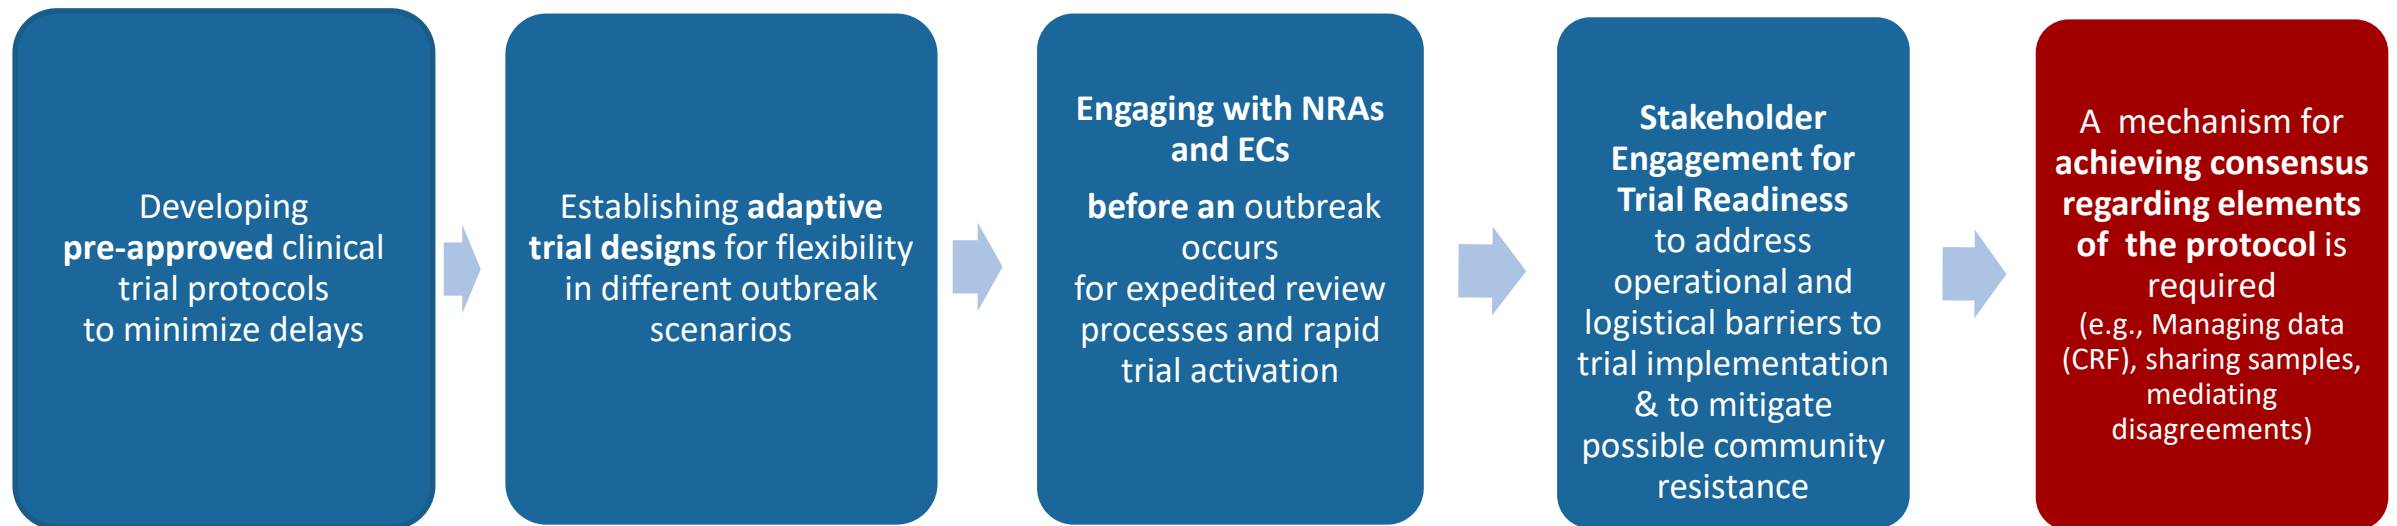 Developing
pre-approved clinical
trial protocols
to minimize delays
Establishing adaptive
trial designs for flexibility
in different outbreak
scenarios
Engaging with NRAs
and ECs
before an outbreak
occurs
for expedited review
processes and rapid
trial activation
Stakeholder
Engagement for
Trial Readiness
to address
operational and
logistical barriers to
trial implementation
& to mitigate
possible community
resistance
A mechanism for
achieving consensus
regarding elements
of the protocol is
required
(e.g., Managing data
(CRF), sharing samples,
mediating
disagreements)